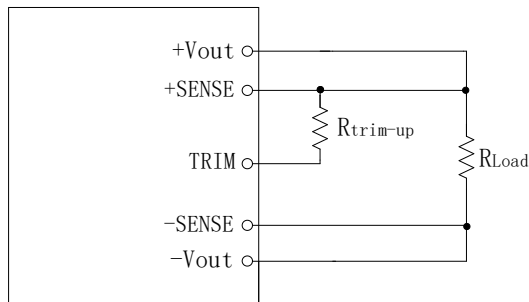 +Vout
+SENSE
Rtrim-up
TRIM
RLoad
-SENSE
-Vout